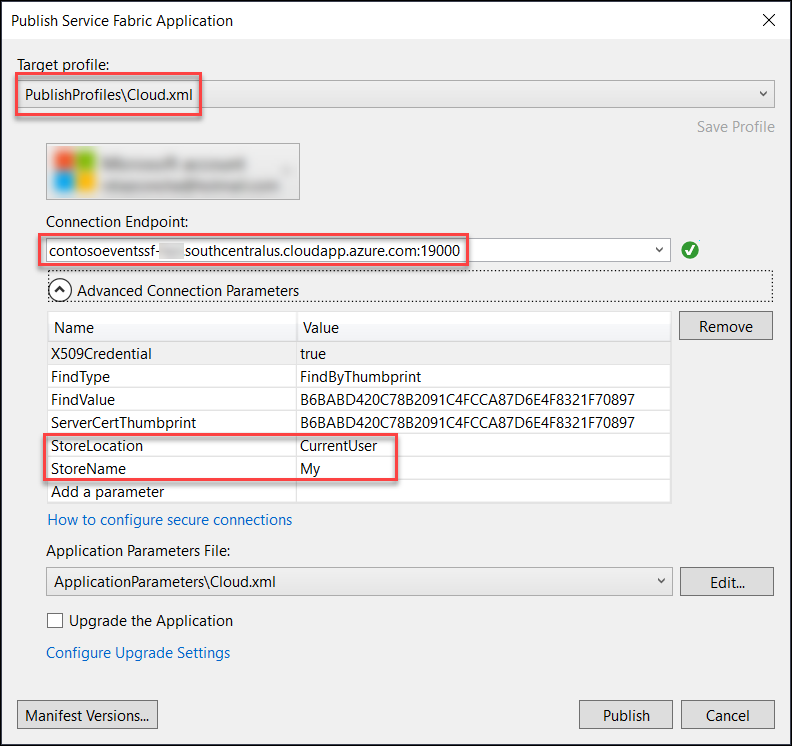 Publish Service Fabric Application
Target profile:
PublishProfiles\Cloud.xml
Save Profile
Connection Endpoint:
contosoeventssf- southcentralus.cloudapp.azure.com:19000
Advanced Connection Parameters
Name Value
Remove
X509Credential true
FindType FindByThumbprint
FindValue B6BABD420C78B2091C4FCCA87D6E4F8321F70897
ServerCertThumbprint B6BABD420C78B2091C4FCCA87D6E4F8321F70897
StoreLocation CurrentUser
StoreName My
Add a parameter
How to configure secure connections
Application Parameters File:
ApplicationParameters\Cloud.xml
Edit...
Upgrade the Application
Configure Upgrade Settings
Manifest Versions...
Publish
Cancel